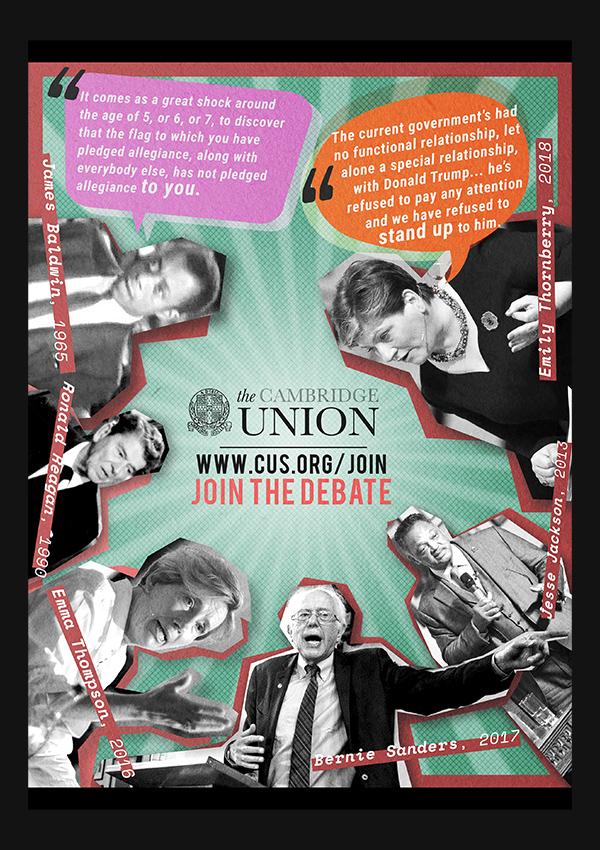 “
It comes as a great shock around
the age of 5, or 6, or 7, to discover
that the flag to which you have
pledged allegiance, along with
everybody else, has not pledged
allegiance to you.
“
The current government's had
no functional relationship, let
alone a special relationship,
with Donald Trump... he's
refused to pay any attention
and we have refused to
stand up to him.
James Baldwin, 1965
Emily Thornberry, 2018
the CAMBRIDGE
UNION
WWW.CUS.ORG/JOIN
JOIN THE DEBATE
Ronald Reagan, 1990
Jesse Jackson, 2013
Emma Thompson, 2016
Bernie Sanders, 2017